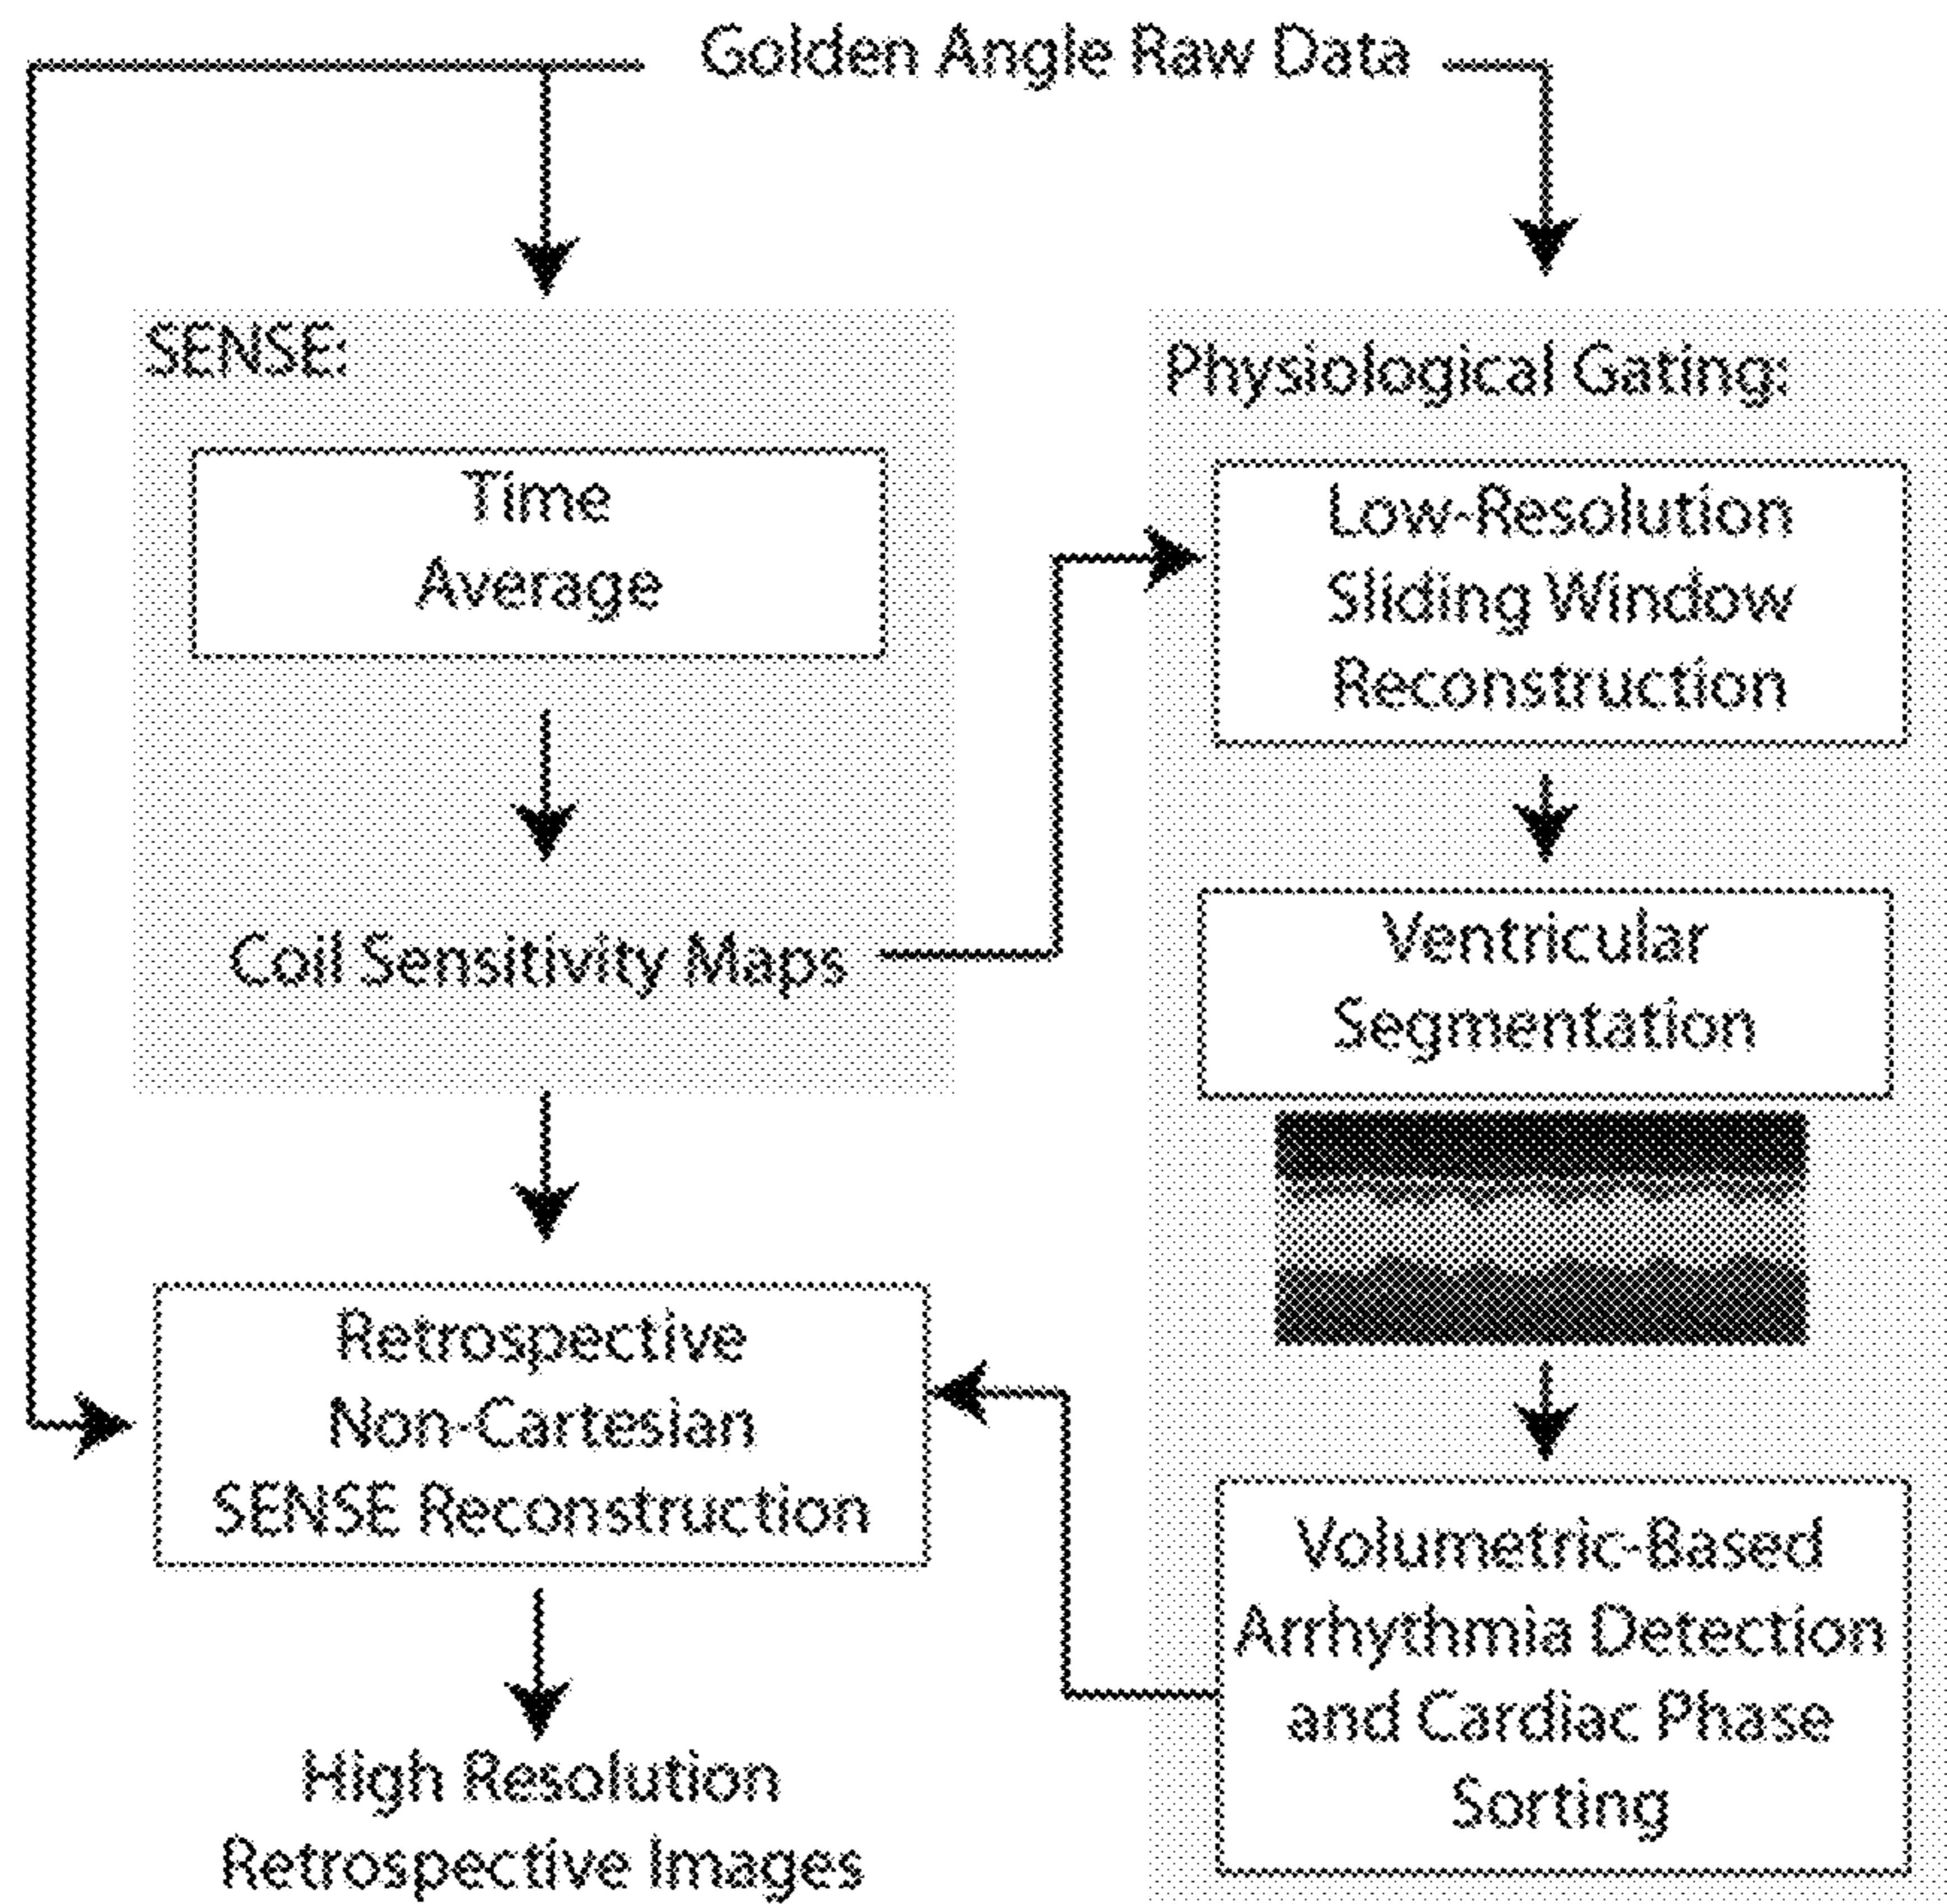 Golden Angle Raw Data
SENSE:
Time
Average
Coil Sensitivity Maps
Retrospective
Non-Cartesian
SENSE Reconstruction
High Resolution
Retrospective Images
Physiological Gating:
Low-Resolution
Sliding Window
Reconstruction
Ventricular
Segmentation
Volumetric-Based
Arrhythmia Detection
and Cardiac Phase
Sorting